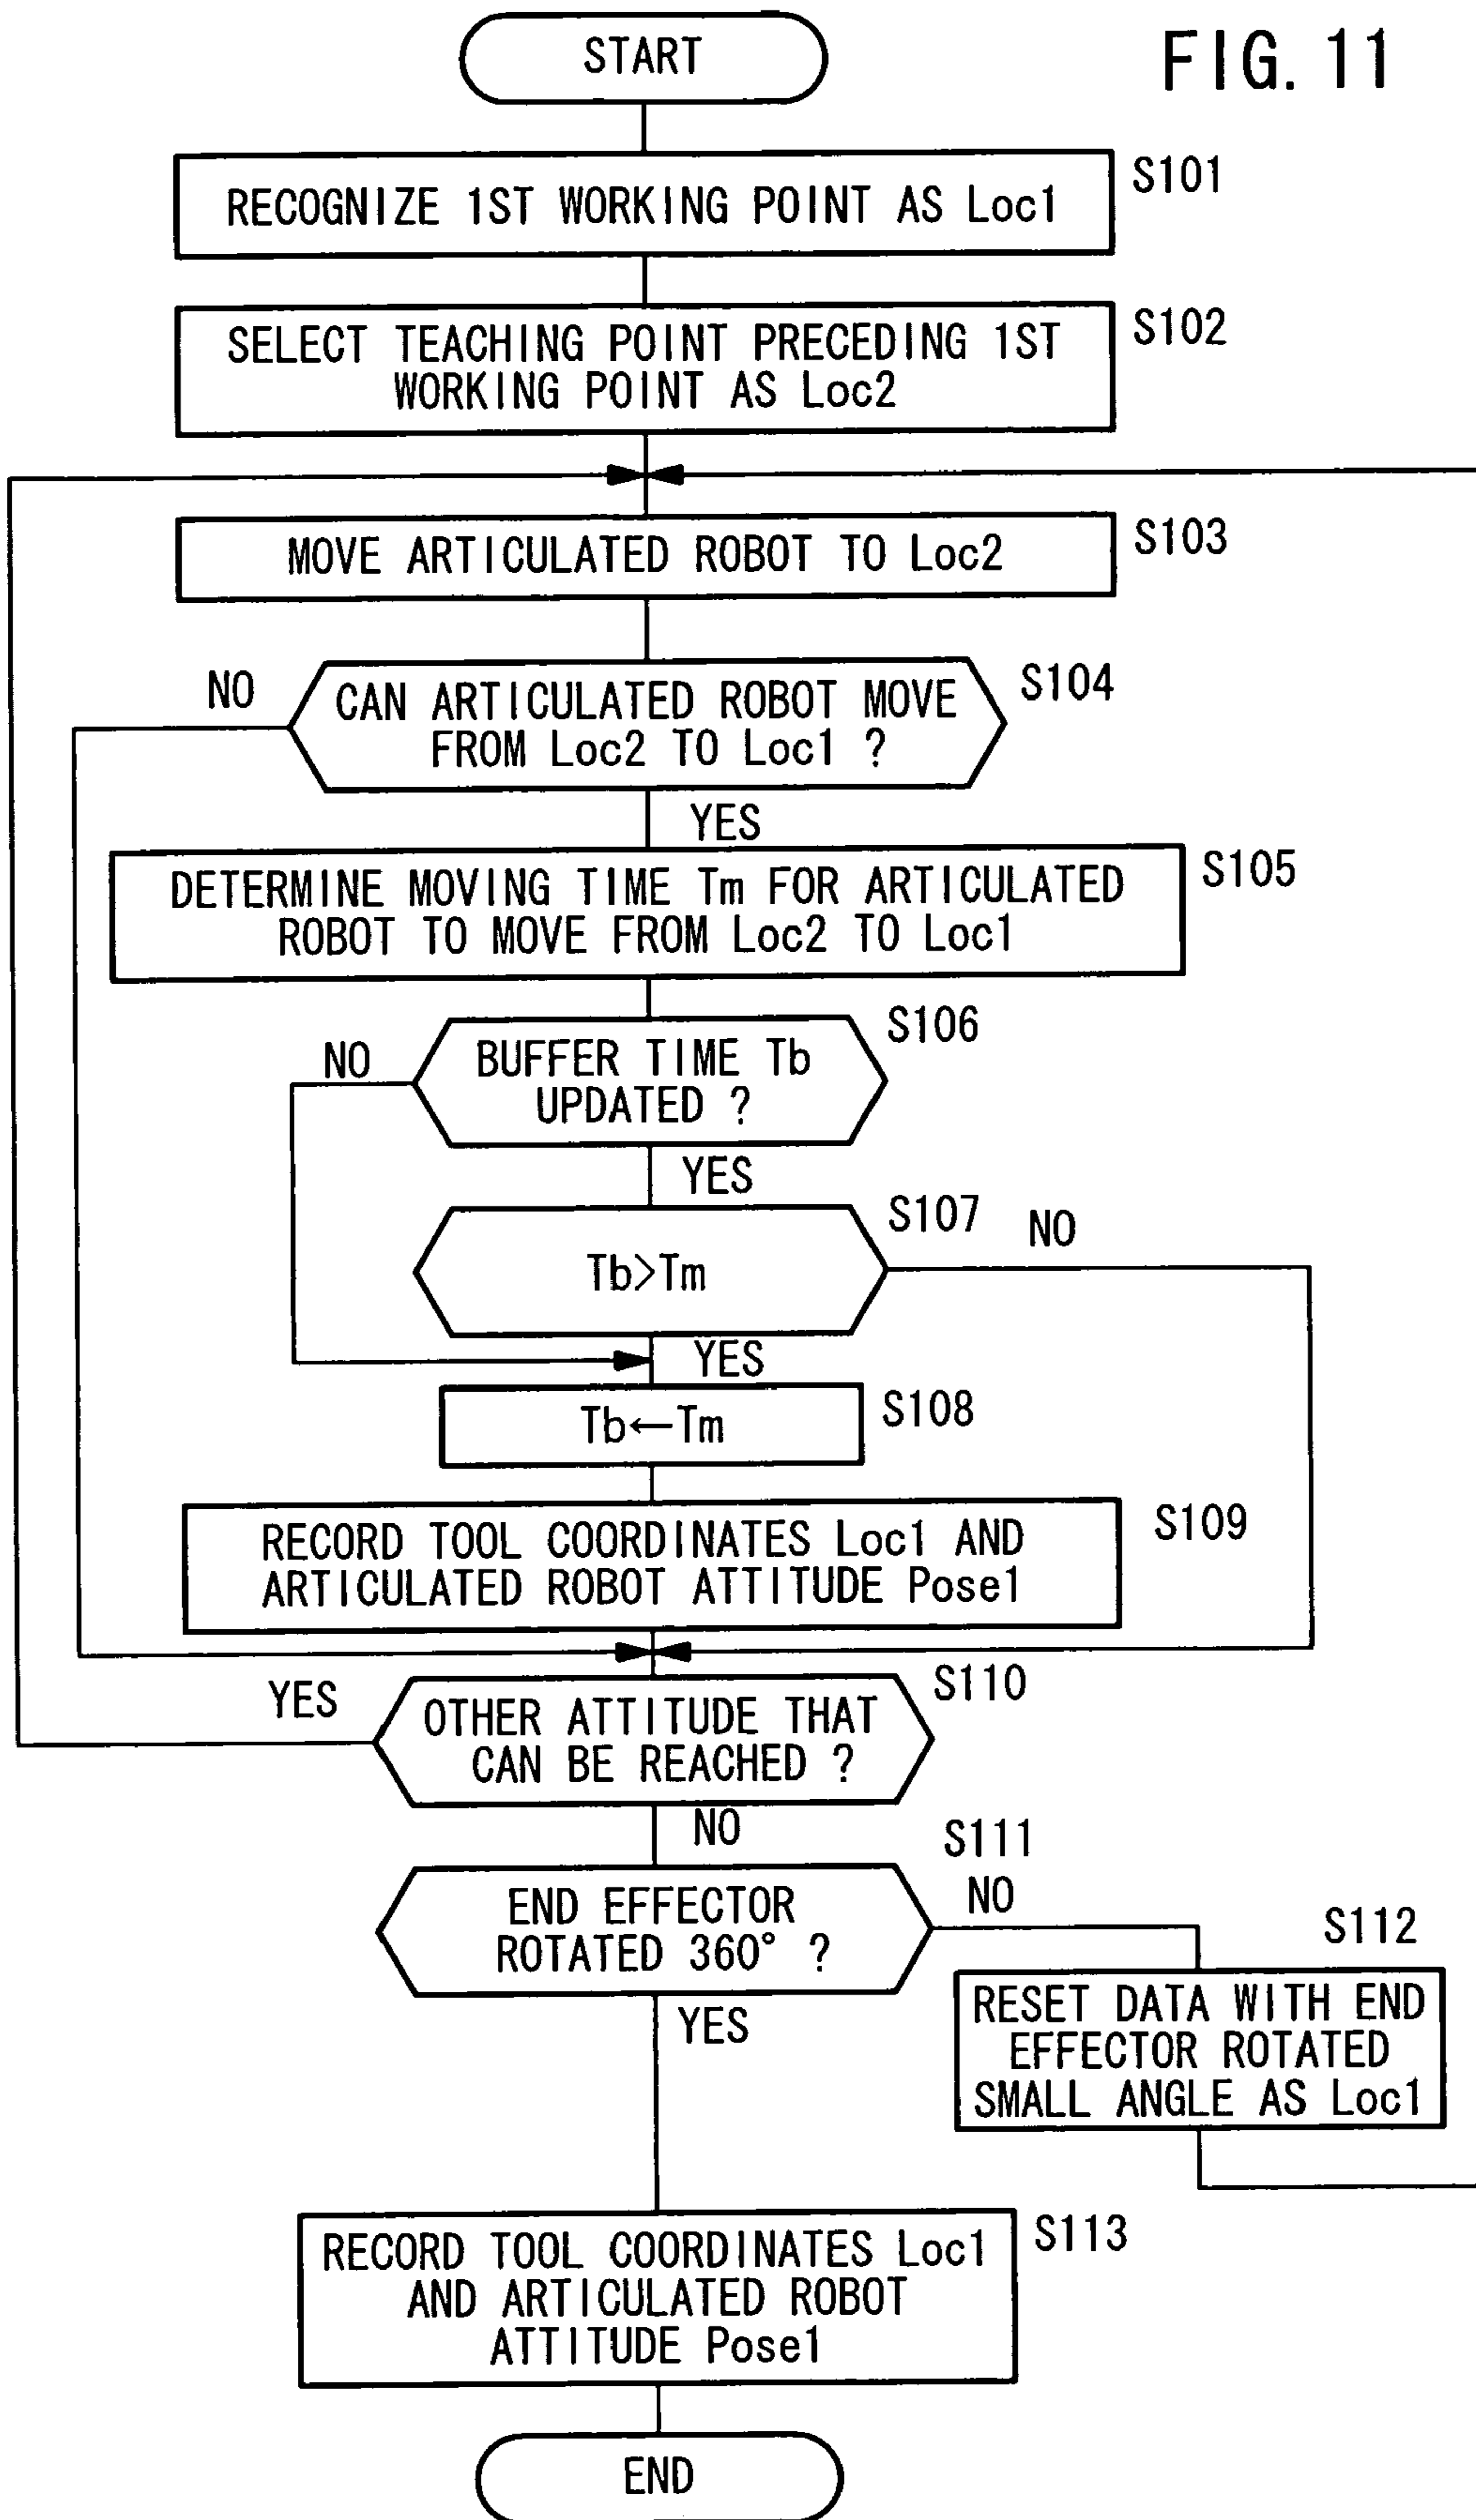 FIG. 11
START
S101
RECOGNIZE 1ST WORKING POINT AS Loc1
S102
SELECT TEACHING POINT PRECEDING 1ST
WORKING POINT AS Loc2
S103
MOVE ARTICULATED ROBOT TO Loc2
NO
S104
CAN ARTICULATED ROBOT MOVE
FROM Loc2 TO Loc1 ?
YES
S105
DETERMINE MOVING TIME Tm FOR ARTICULATED
ROBOT TO MOVE FROM Loc2 TO Loc1
S106
NO
BUFFER TIME Tb
UPDATED ?
YES
S107
NO
Tb>Tm
YES
S108
Tb←Tm
S109
RECORD TOOL COORDINATES Loc1 AND
ARTICULATED ROBOT ATTITUDE Pose1
S110
YES
OTHER ATTITUDE THAT
CAN BE REACHED ?
NO
S111
NO
END EFFECTOR
ROTATED 360° ?
S112
YES
RESET DATA WITH END
EFFECTOR ROTATED
SMALL ANGLE AS Loc1
S113
RECORD TOOL COORDINATES Loc1
AND ARTICULATED ROBOT
ATTITUDE Pose1
END